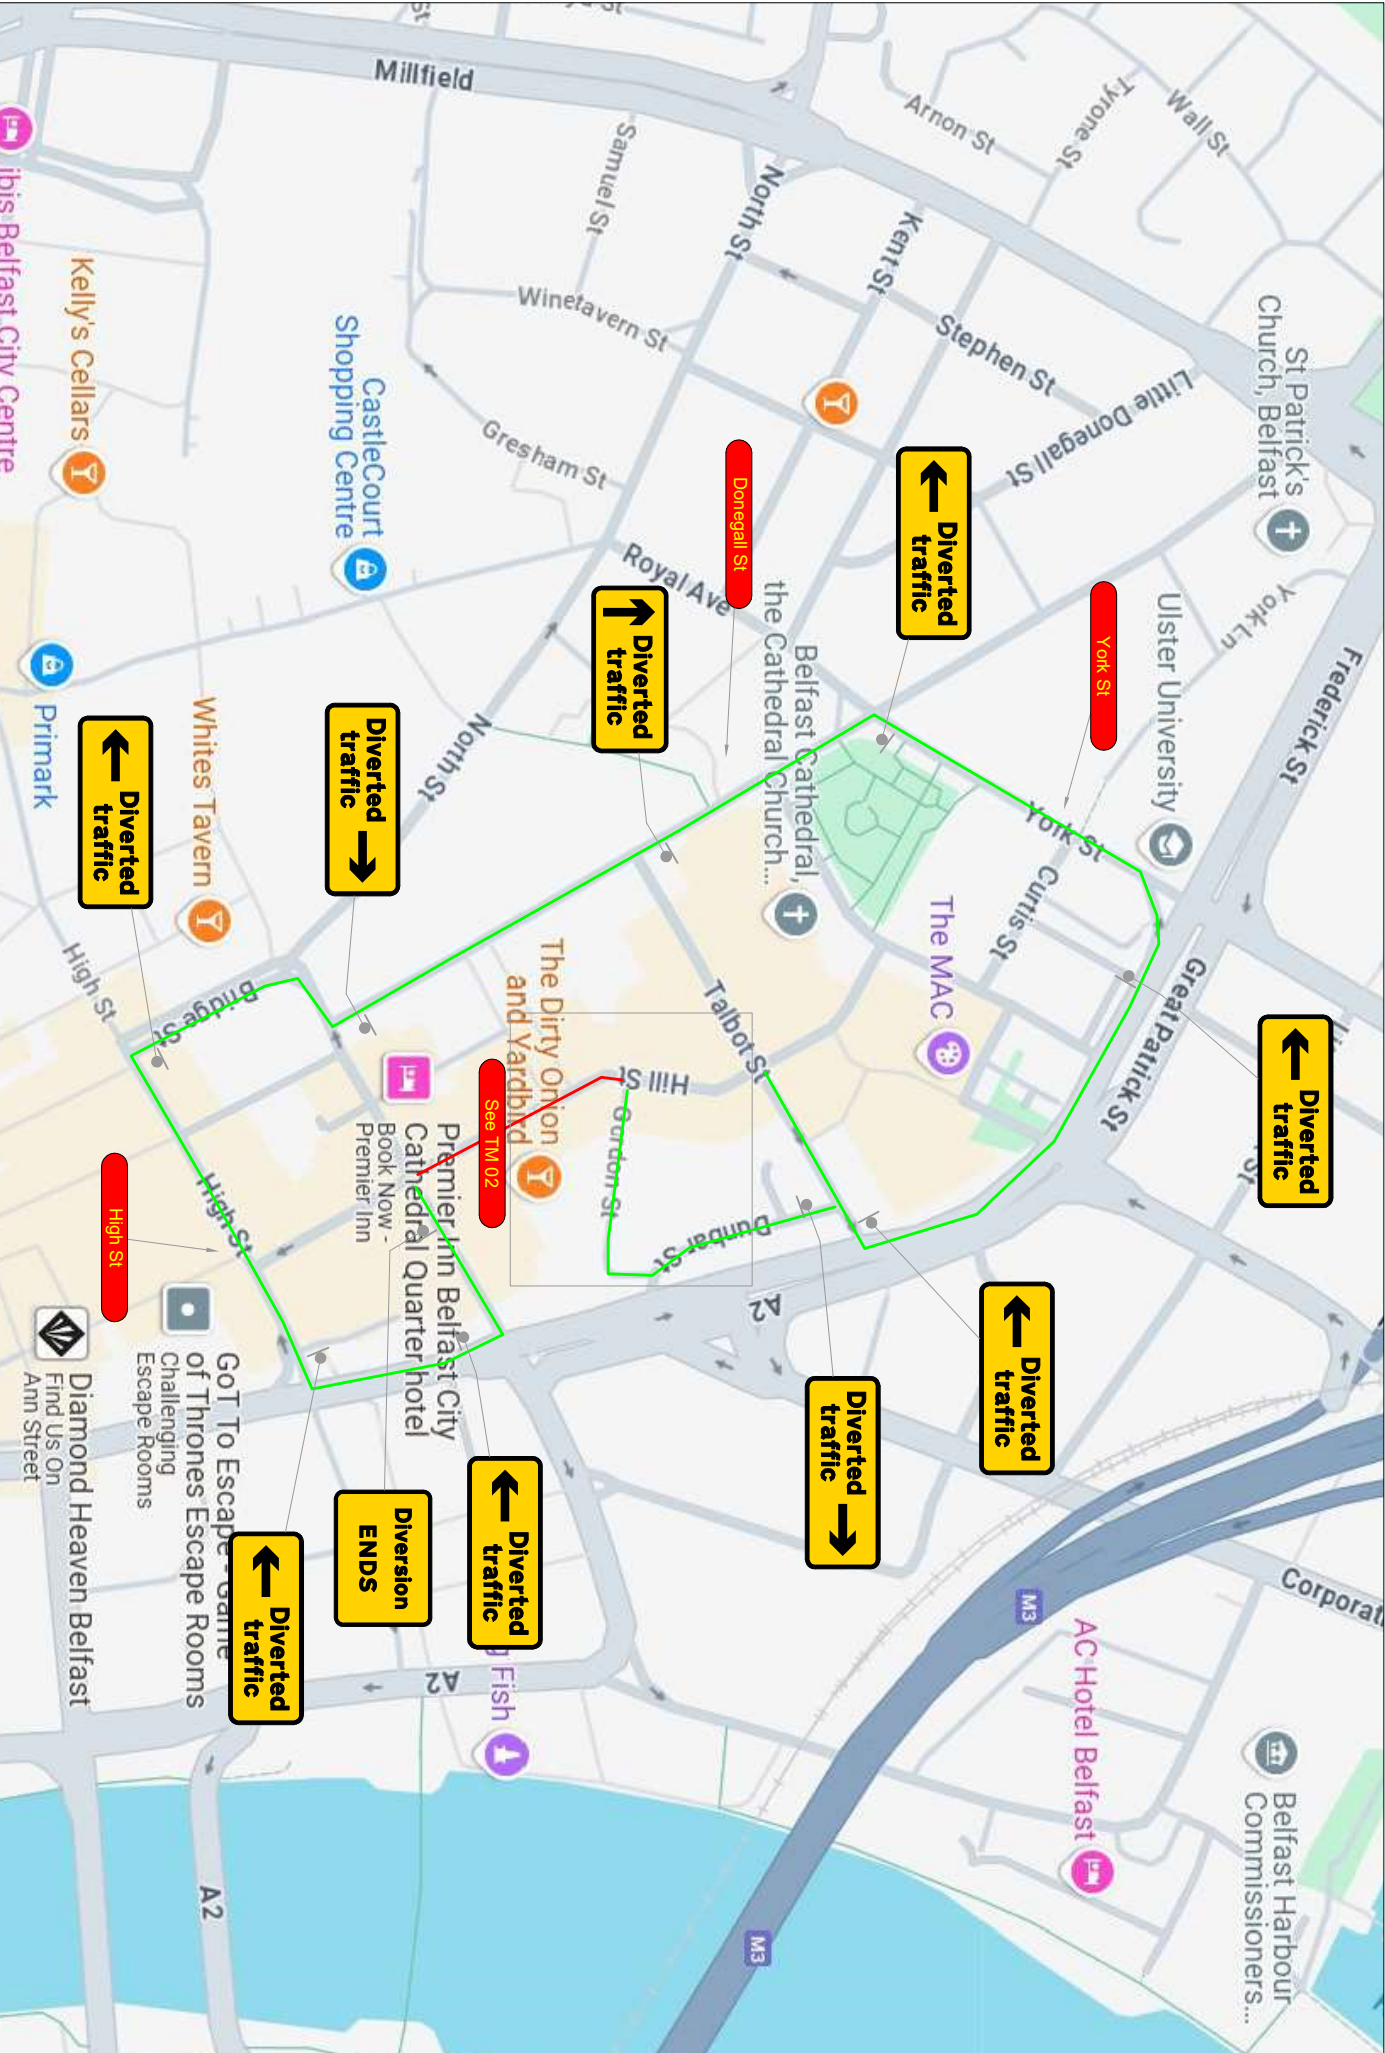 St
Millfield
Samuel St
North St
Arnon St
Tyrone St
Wall St
Kent St
Stephen St
Little Donegall St
St Patrick's
Church, Belfast
York Ln
Frederick St
Winetavern St
Gresham St
CastleCourt
Shopping Centre
Kelly's Cellars
ibis Belfast City Centre
Primark
Whites Tavern
Royal Ave
Donegall St
Diverted
traffic
York St
Ulster University
Diverted
traffic
Diverted
traffic
Diverted
traffic
North St
Belfast Cathedral,
the Cathedral Church...
York St
Curtis St
The MAC
Great Patrick St
Diverted
traffic
High St
Bridge St
The Dirty Onion
and Yardbird
Talbot St
Hill St
Gordon St
See TM 02
Premier Inn Belfast City
Cathedral Quarter hotel
Book Now -
Premier Inn
Dunbar St
A2
High St
High St
GoT To Escape - Game
of Thrones Escape Rooms
Challenging
Escape Rooms
Diamond Heaven Belfast
Find Us On
Ann Street
Diverted
traffic
Diverted
traffic
Diverted
traffic
Diversion
ENDS
Diverted
traffic
Fish
A2
A2
M3
M3
AC Hotel Belfast
Belfast Harbour
Commissioners...